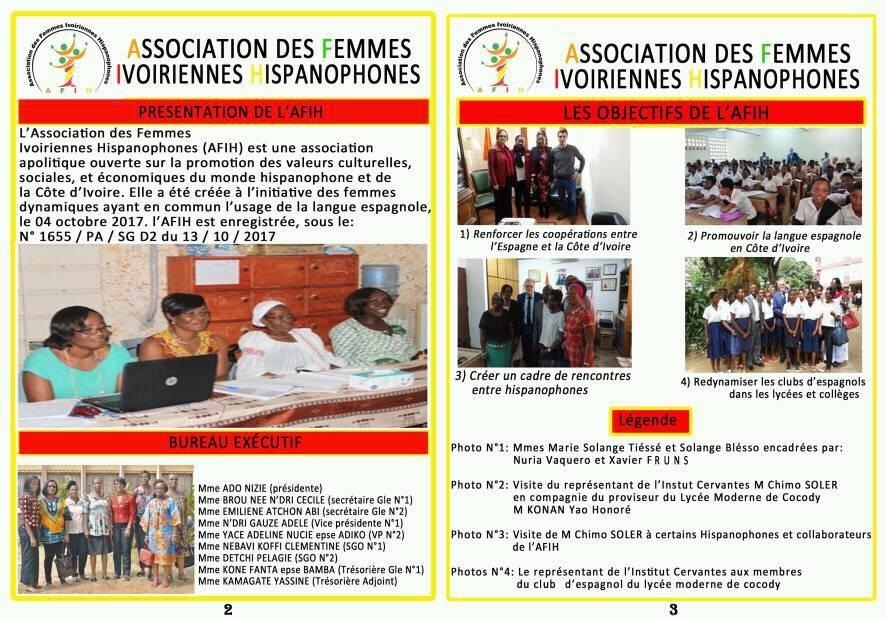 Association des Femmes Ivoiriennes Hispanophones
A F I H
ASSOCIATION DES FEMMES
IVOIRIENNES HISPANOPHONES
PRESENTATION DE L'AFIH
L'Association des Femmes
Ivoiriennes Hispanophones (AFIH) est une association
apolitique ouverte sur la promotion des valeurs culturelles,
sociales, et économiques du monde hispanophone et de
la Côte d'Ivoire. Elle a été créée à l'initiative des femmes
dynamiques ayant en commun l'usage de la langue espagnole,
le 04 octobre 2017. l'AFIH est enregistrée, sous le:
N° 1655 / PA / SG D2 du 13 / 10 / 2017
BUREAU EXÉCUTIF
Mme ADO NIZIE (présidente)
Mme BROU NEE N'DRI CECILE (secrétaire Gle N°1)
Mme EMILIENE ATCHON ABI (secrétaire Gle N°2)
Mme N'DRI GAUZE ADELE (Vice présidente N°1)
Mme YACE ADELINE NUCIE epse ADIKO (VP N°2)
Mme NEBAVI KOFFI CLEMENTINE (SGO N°1)
Mme DETCHI PELAGIE (SGO N°2)
Mme KONE FANTA epse BAMBA (Trésorière Gle N°1)
Mme KAMAGATE YASSINE (Trésorière Adjoint)
2
Association des Femmes Ivoiriennes Hispanophones
A F I H
ASSOCIATION DES FEMMES
IVOIRIENNES HISPANOPHONES
LES OBJECTIFS DE L'AFIH
1) Renforcer les coopérations entre
l'Espagne et la Côte d'Ivoire
2) Promouvoir la langue espagnole
en Côte d'Ivoire
3) Créer un cadre de rencontres
entre hispanophones
4) Redynamiser les clubs d'espagnols
dans les lycées et collèges
Légende
Photo N°1: Mmes Marie Solange Tiéssé et Solange Blésso encadrées par:
Nuria Vaquero et Xavier F R U N S
Photo N°2: Visite du représentant de l'Instut Cervantes M Chimo SOLER
en compagnie du proviseur du Lycée Moderne de Cocody
M KONAN Yao Honoré
Photo N°3: Visite de M Chimo SOLER à certains Hispanophones et collaborateurs
de l'AFIH
Photos N°4: Le représentant de l'Institut Cervantes aux membres
du club d'espagnol du lycée moderne de cocody
3